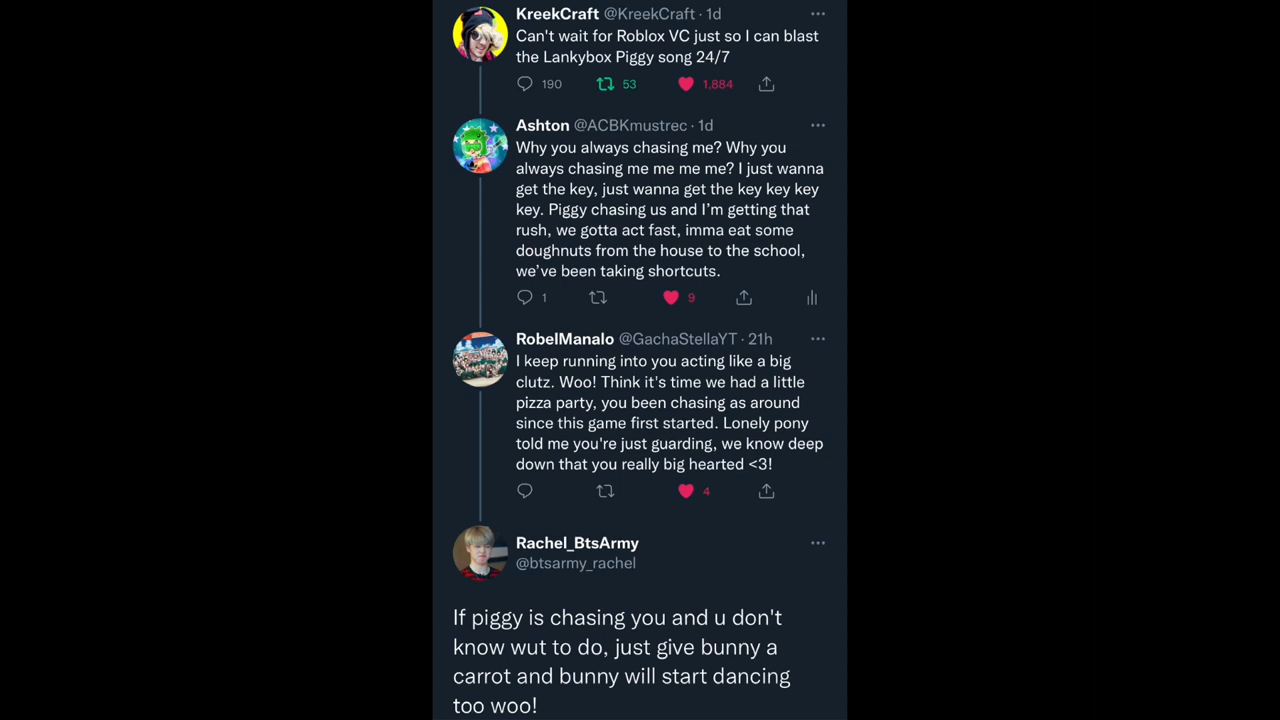 KreekCraft @KreekCraft · 1d
Can't wait for Roblox VC just so I can blast
the Lankybox Piggy song 24/7
190 53 1,884
Ashton @ACBKmustrec · 1d
Why you always chasing me? Why you
always chasing me me me me? I just wanna
get the key, just wanna get the key key key
key. Piggy chasing us and I’m getting that
rush, we gotta act fast, imma eat some
doughnuts from the house to the school,
we’ve been taking shortcuts.
1 9
RobelManalo @GachaStellaYT · 21h
I keep running into you acting like a big
clutz. Woo! Think it's time we had a little
pizza party, you been chasing as around
since this game first started. Lonely pony
told me you're just guarding, we know deep
down that you really big hearted <3!
4
Rachel_BtsArmy
@btsarmy_rachel
If piggy is chasing you and u don't
know wut to do, just give bunny a
carrot and bunny will start dancing
too woo!